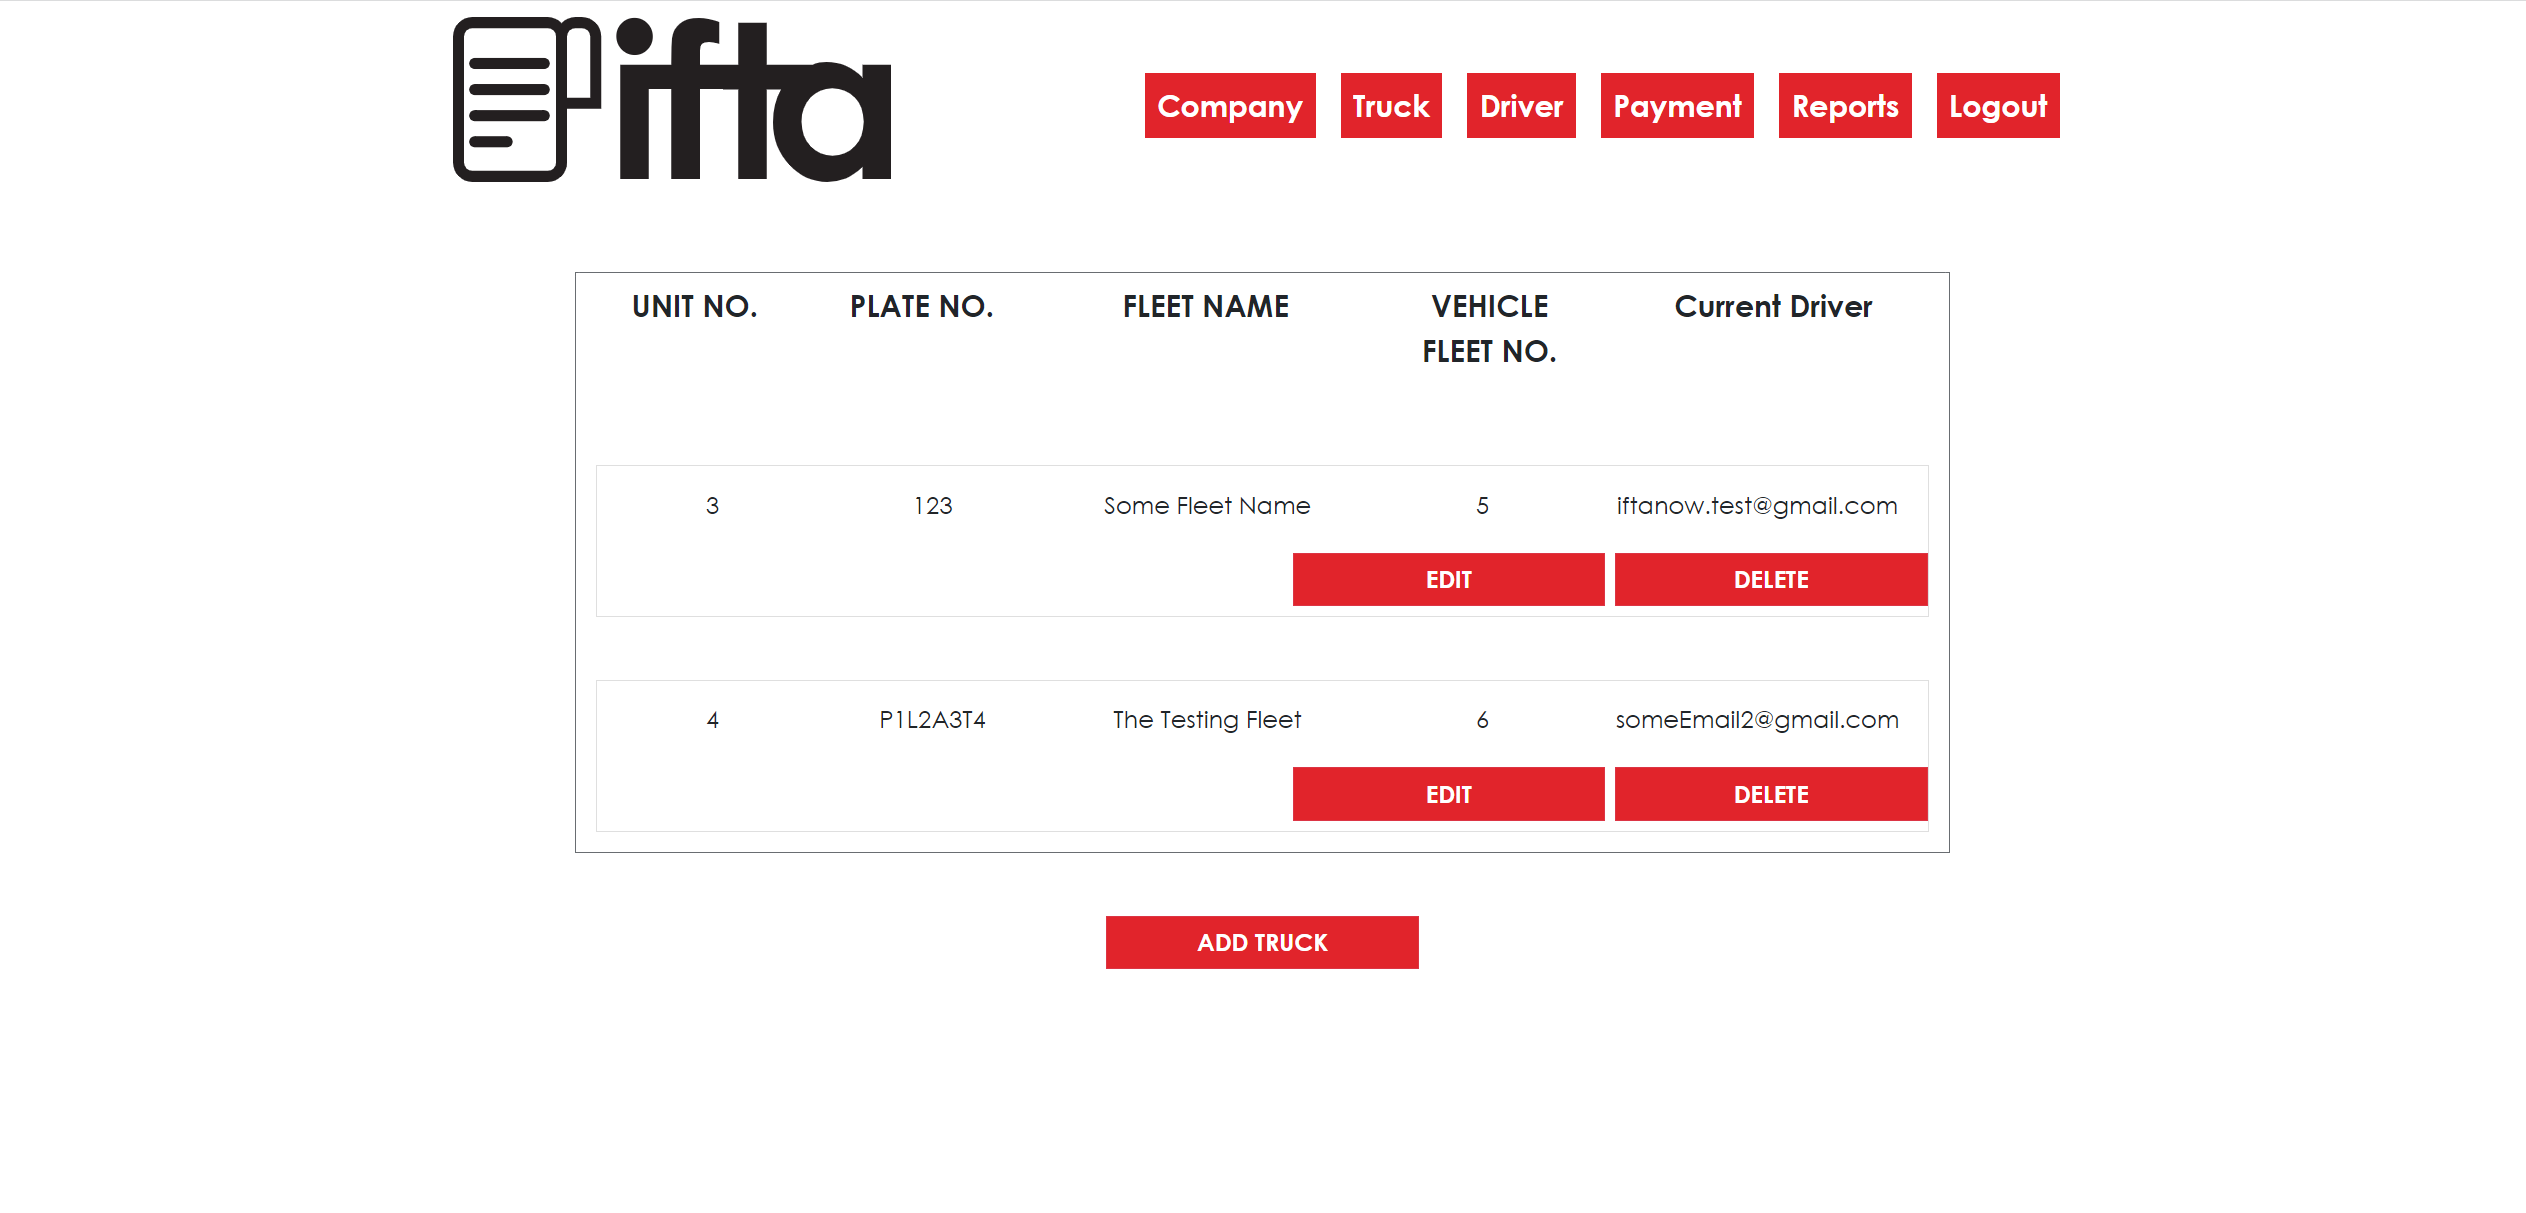 ifta
Company Truck Driver Payment Reports Logout
UNIT NO. PLATE NO. FLEET NAME VEHICLE FLEET NO. Current Driver
3 123 Some Fleet Name 5 iftanow.test@gmail.com
EDIT DELETE
4 P1L2A3T4 The Testing Fleet 6 someEmail2@gmail.com
EDIT DELETE
ADD TRUCK